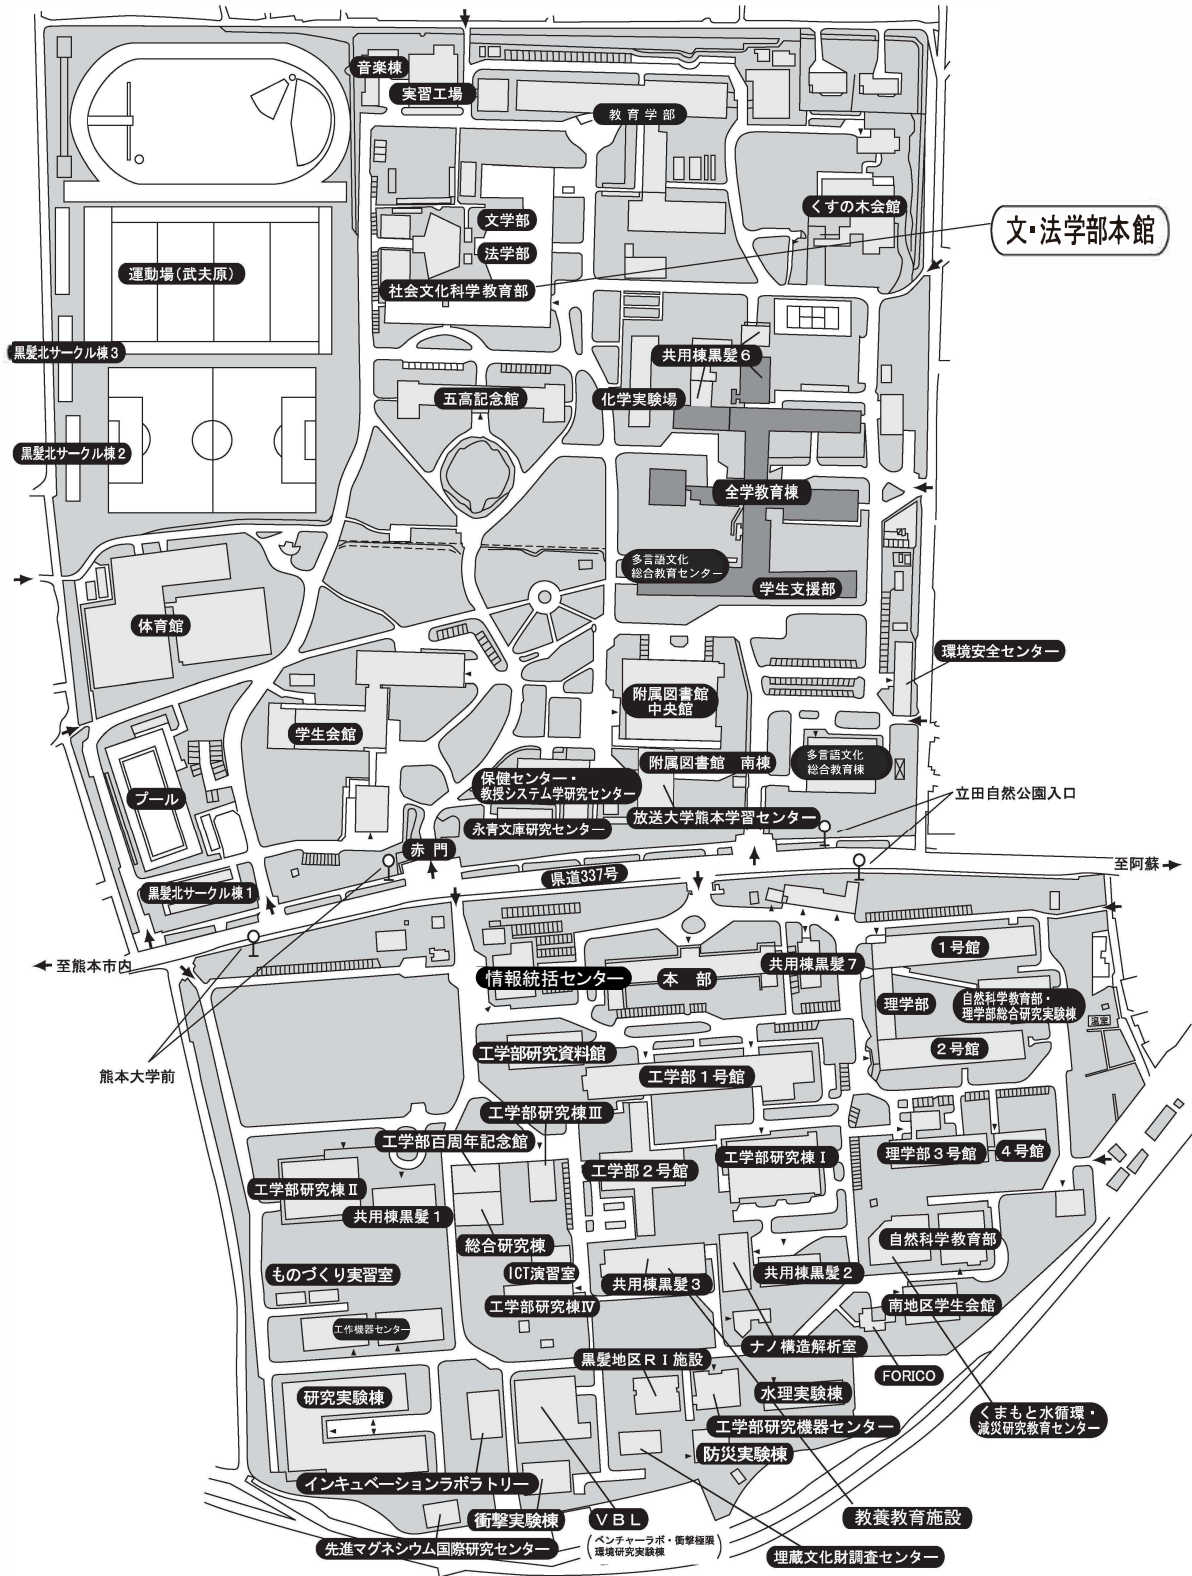 音楽棟
実習工場
教育学部
くすの木会館
文・法学部本館
文学部
法学部
社会文化科学教育部
運動場(武夫原)
黒髪北サークル棟3
共用棟黒髪6
五高記念館
化学実験場
黒髪北サークル棟2
全学教育棟
多言語文化
総合教育センター
学生支援部
体育館
環境安全センター
附属図書館
中央館
学生会館
附属図書館 南棟
多言語文化
総合教育棟
保健センター・
教授システム学研究センター
プール
立田自然公園入口
放送大学熊本学習センター
永青文庫研究センター
赤門
至阿蘇
県道337号
黒髪北サークル棟1
至熊本市内
1号館
共用棟黒髪7
情報統括センター
本部
理学部
自然科学教育部・
理学部総合研究実験棟
温室
2号館
工学部研究資料館
工学部1号館
熊本大学前
工学部研究棟Ⅲ
工学部百周年記念館
工学部2号館
工学部研究棟Ⅰ
理学部3号館
4号館
工学部研究棟Ⅱ
共用棟黒髪1
総合研究棟
自然科学教育部
ものづくり実習室
ICT演習室
共用棟黒髪3
共用棟黒髪2
工学部研究棟Ⅳ
南地区学生会館
工作機器センター
ナノ構造解析室
黒髪地区RI施設
FORICO
研究実験棟
水理実験棟
工学部研究機器センター
くまもと水循環・
減災研究教育センター
防災実験棟
インキュベーションラボラトリー
衝撃実験棟
VBL
(ベンチャーラボ・衝撃極限
環境研究実験棟)
教養教育施設
先進マグネシウム国際研究センター
埋蔵文化財調査センター